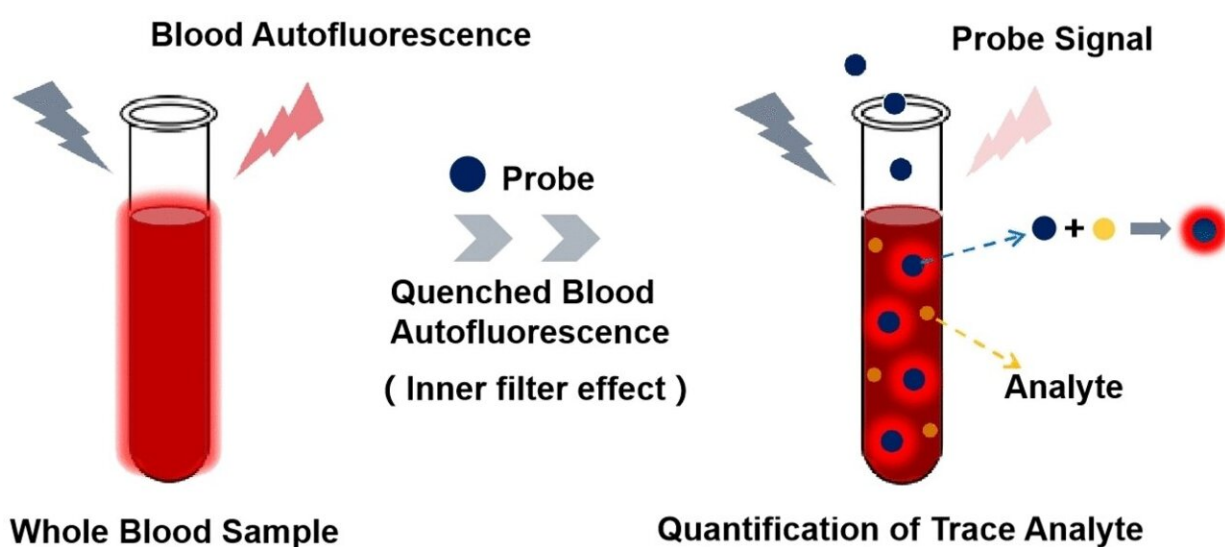 Blood Autofluorescence
Probe Signal
Probe
+
Quenched Blood
Autofluorescence
( Inner filter effect )
Analyte
Whole Blood Sample
Quantification of Trace Analyte